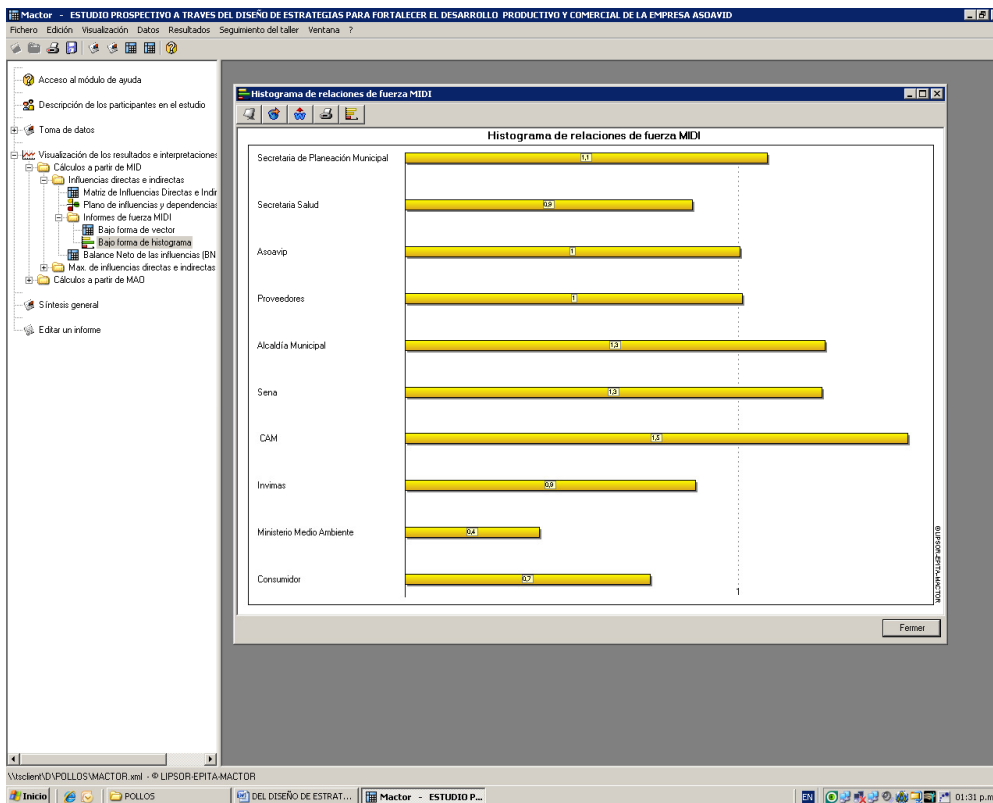 Mactor - ESTUDIO PROSPECTIVO A TRAVES DEL DISEÑO DE ESTRATEGIAS PARA FORTALECER EL DESARROLLO PRODUCTIVO Y COMERCIAL DE LA EMPRESA ASOAVID
Fichero Edición Visualización Datos Resultados Seguimiento del taller Ventana ?
Acceso al módulo de ayuda
Descripción de los participantes en el estudio
Toma de datos
Visualización de los resultados e interpretaciones
Cálculos a partir de MID
Influencias directas e indirectas
Matriz de Influencias Directas e Indir
Plano de influencias y dependencias
Informes de fuerza MIDI
Bajo forma de vector
Bajo forma de histograma
Balance Neto de las influencias (BN
Max. de influencias directas e indirectas
Cálculos a partir de MAO
Síntesis general
Editar un informe
Histograma de relaciones de fuerza MIDI
Histograma de relaciones de fuerza MIDI
Secretaria de Planeación Municipal 1,1
Secretaria Salud 0,9
Asoavip 1
Proveedores 1
Alcaldía Municipal 1,3
Sena 1,3
CAM 1,5
Invimas 0,9
Ministerio Medio Ambiente 0,4
Consumidor 0,7
1
© LIPSOR-EPITA-MACTOR
Fermer
\\tsclient\D\POLLOS\MACTOR.xml - © LIPSOR-EPITA-MACTOR
Inicio POLLOS DEL DISEÑO DE ESTRAT... Mactor - ESTUDIO P... EN 01:31 p.m